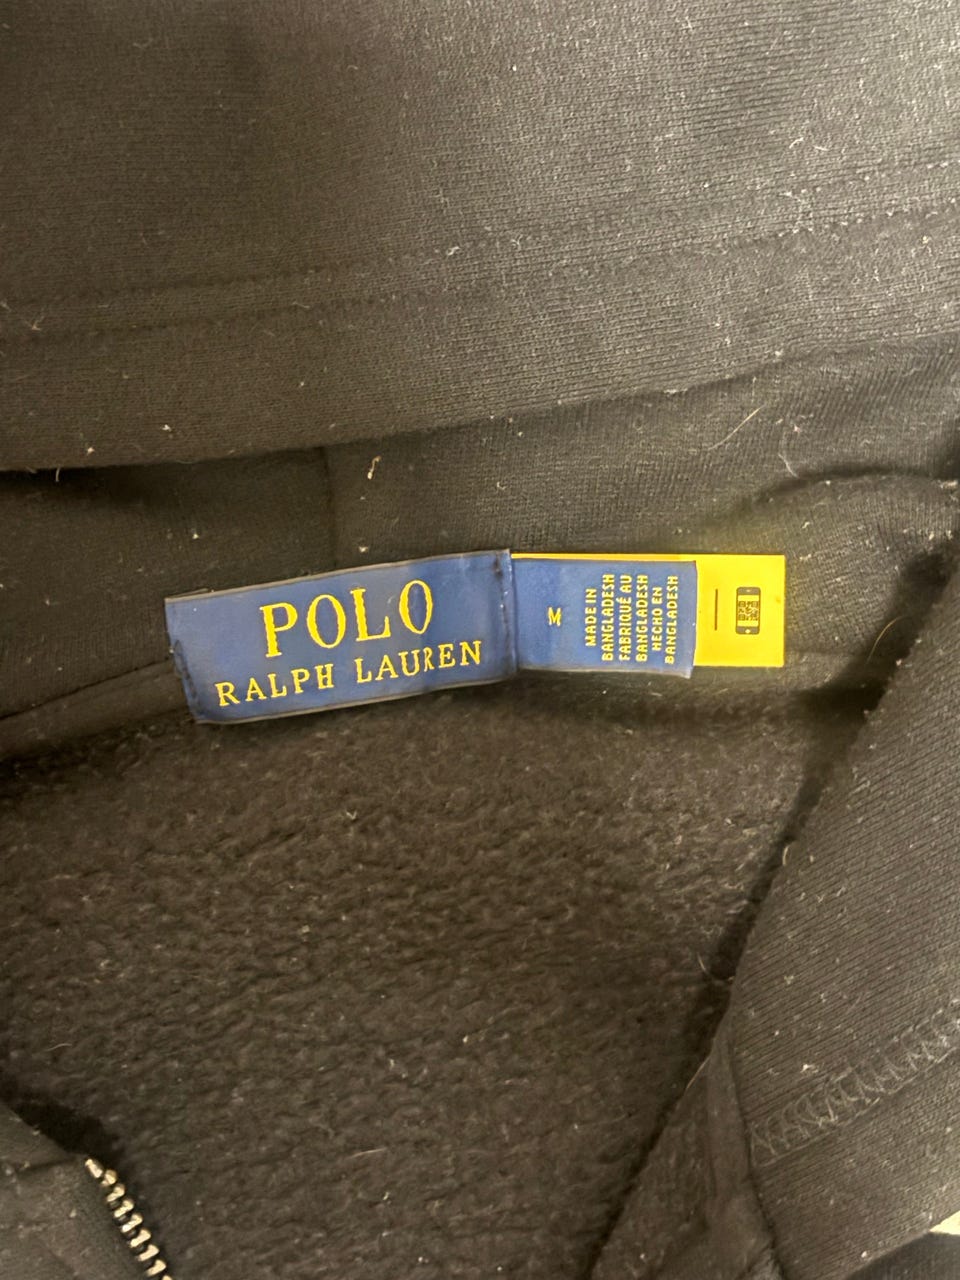 POLO
RALPH LAUREN
M
MADE IN
BANGLADESH
FABRIQUÉ AU
BANGLADESH
HECHO EN
BANGLADESH